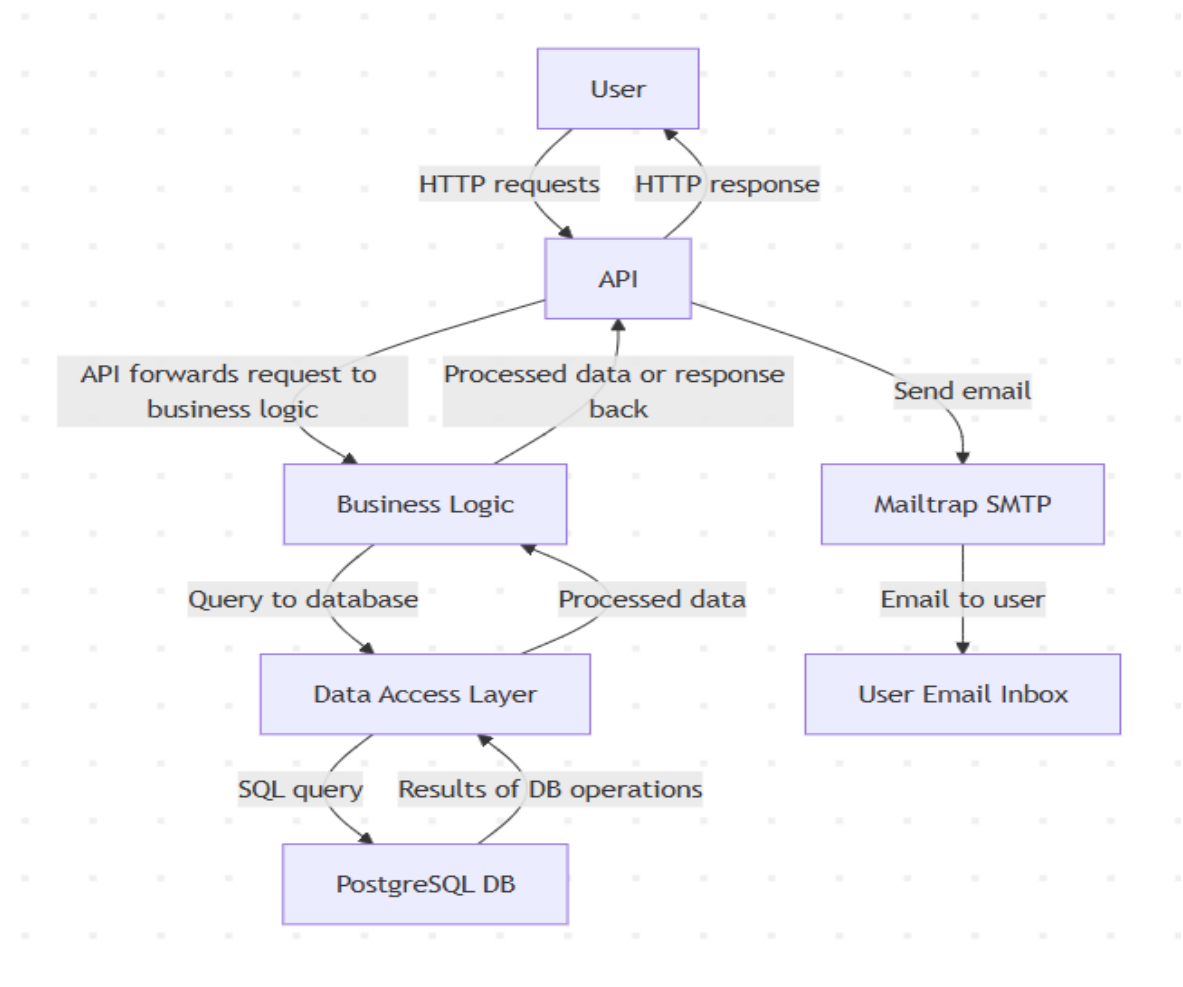 User
HTTP requests
HTTP response
API
API forwards request to
business logic
Processed data or response
back
Send email
Business Logic
Mailtrap SMTP
Query to database
Processed data
Email to user
Data Access Layer
User Email Inbox
SQL query
Results of DB operations
PostgreSQL DB